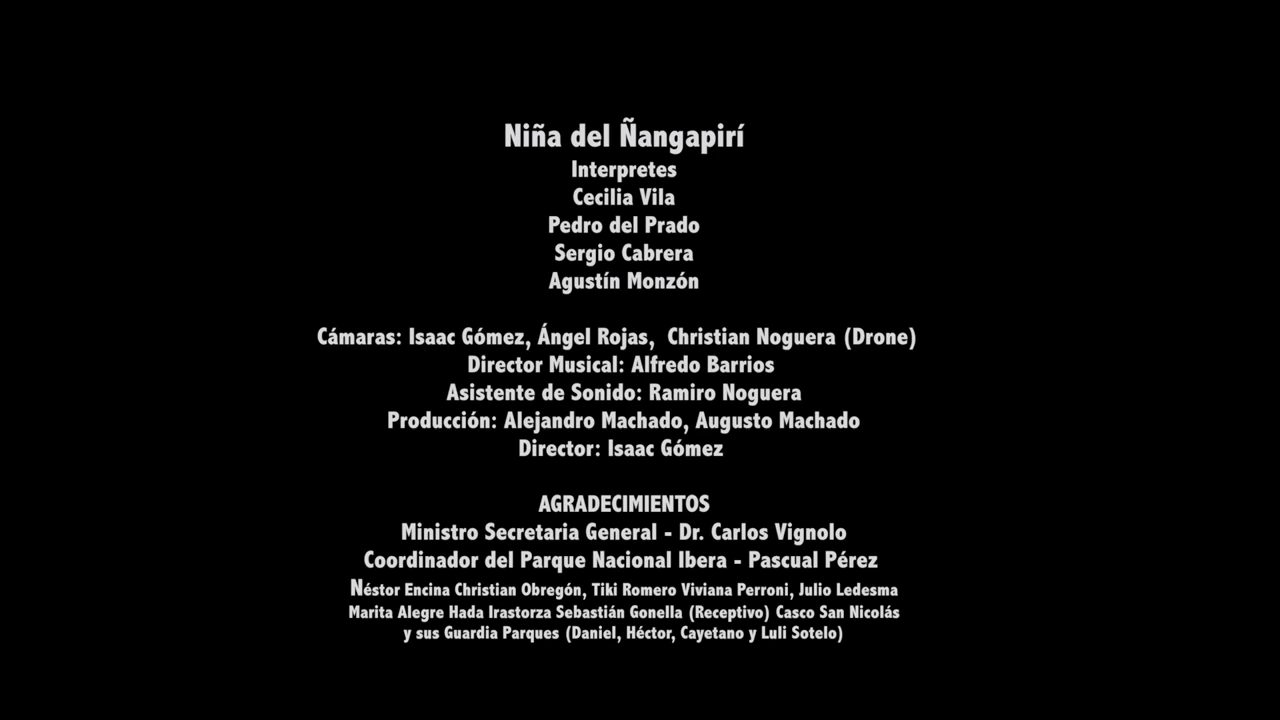 Niña del Ñangapirí
Interpretes
Cecilia Vila
Pedro del Prado
Sergio Cabrera
Agustín Monzón
Cámaras: Isaac Gómez, Ángel Rojas, Christian Noguera (Drone)
Director Musical: Alfredo Barrios
Asistente de Sonido: Ramiro Noguera
Producción: Alejandro Machado, Augusto Machado
Director: Isaac Gómez
AGRADECIMIENTOS
Ministro Secretaria General - Dr. Carlos Vignolo
Coordinador del Parque Nacional Ibera - Pascual Pérez
Néstor Encina Christian Obregón, Tiki Romero Viviana Perroni, Julio Ledesma
Marita Alegre Hada Irastorza Sebastián Gonella (Receptivo) Casco San Nicolás
y sus Guardia Parques (Daniel, Héctor, Cayetano y Luli Sotelo)